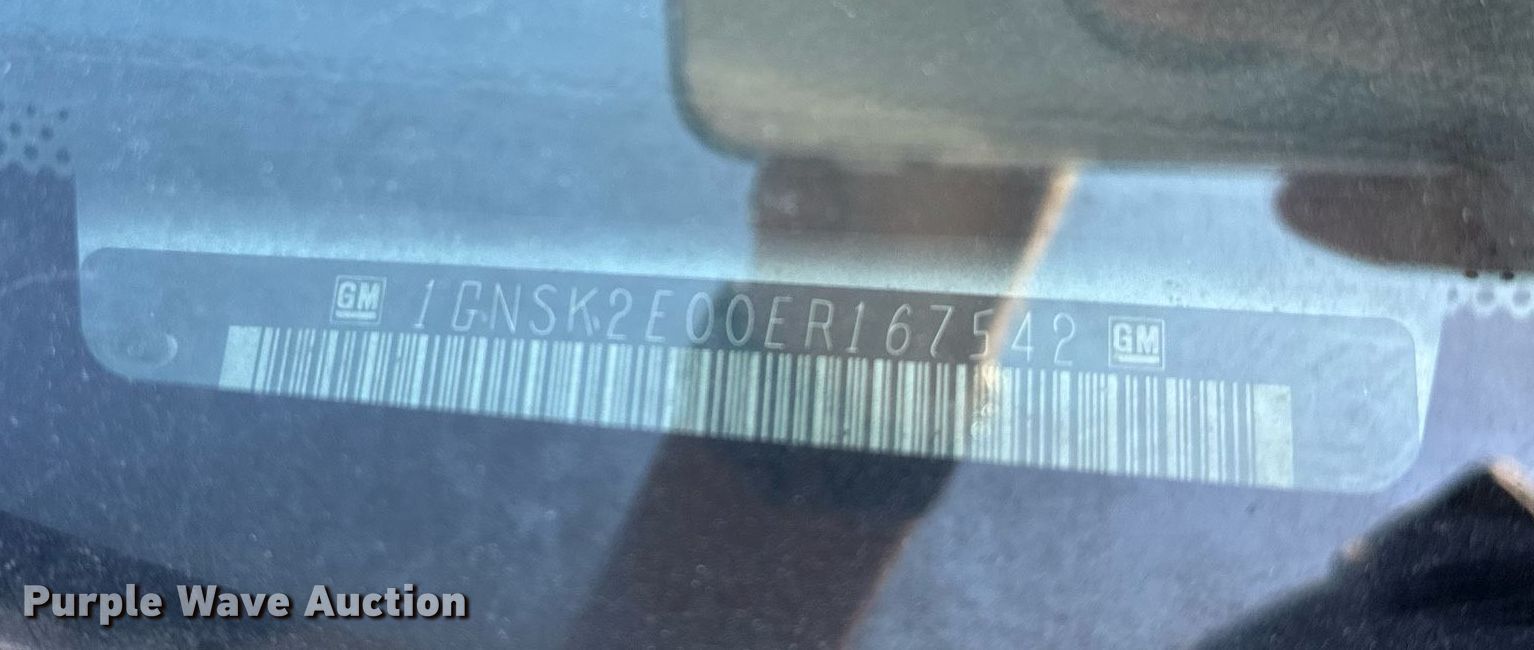 GM 1GNSK2E00ER167542 GM
Purple Wave Auction